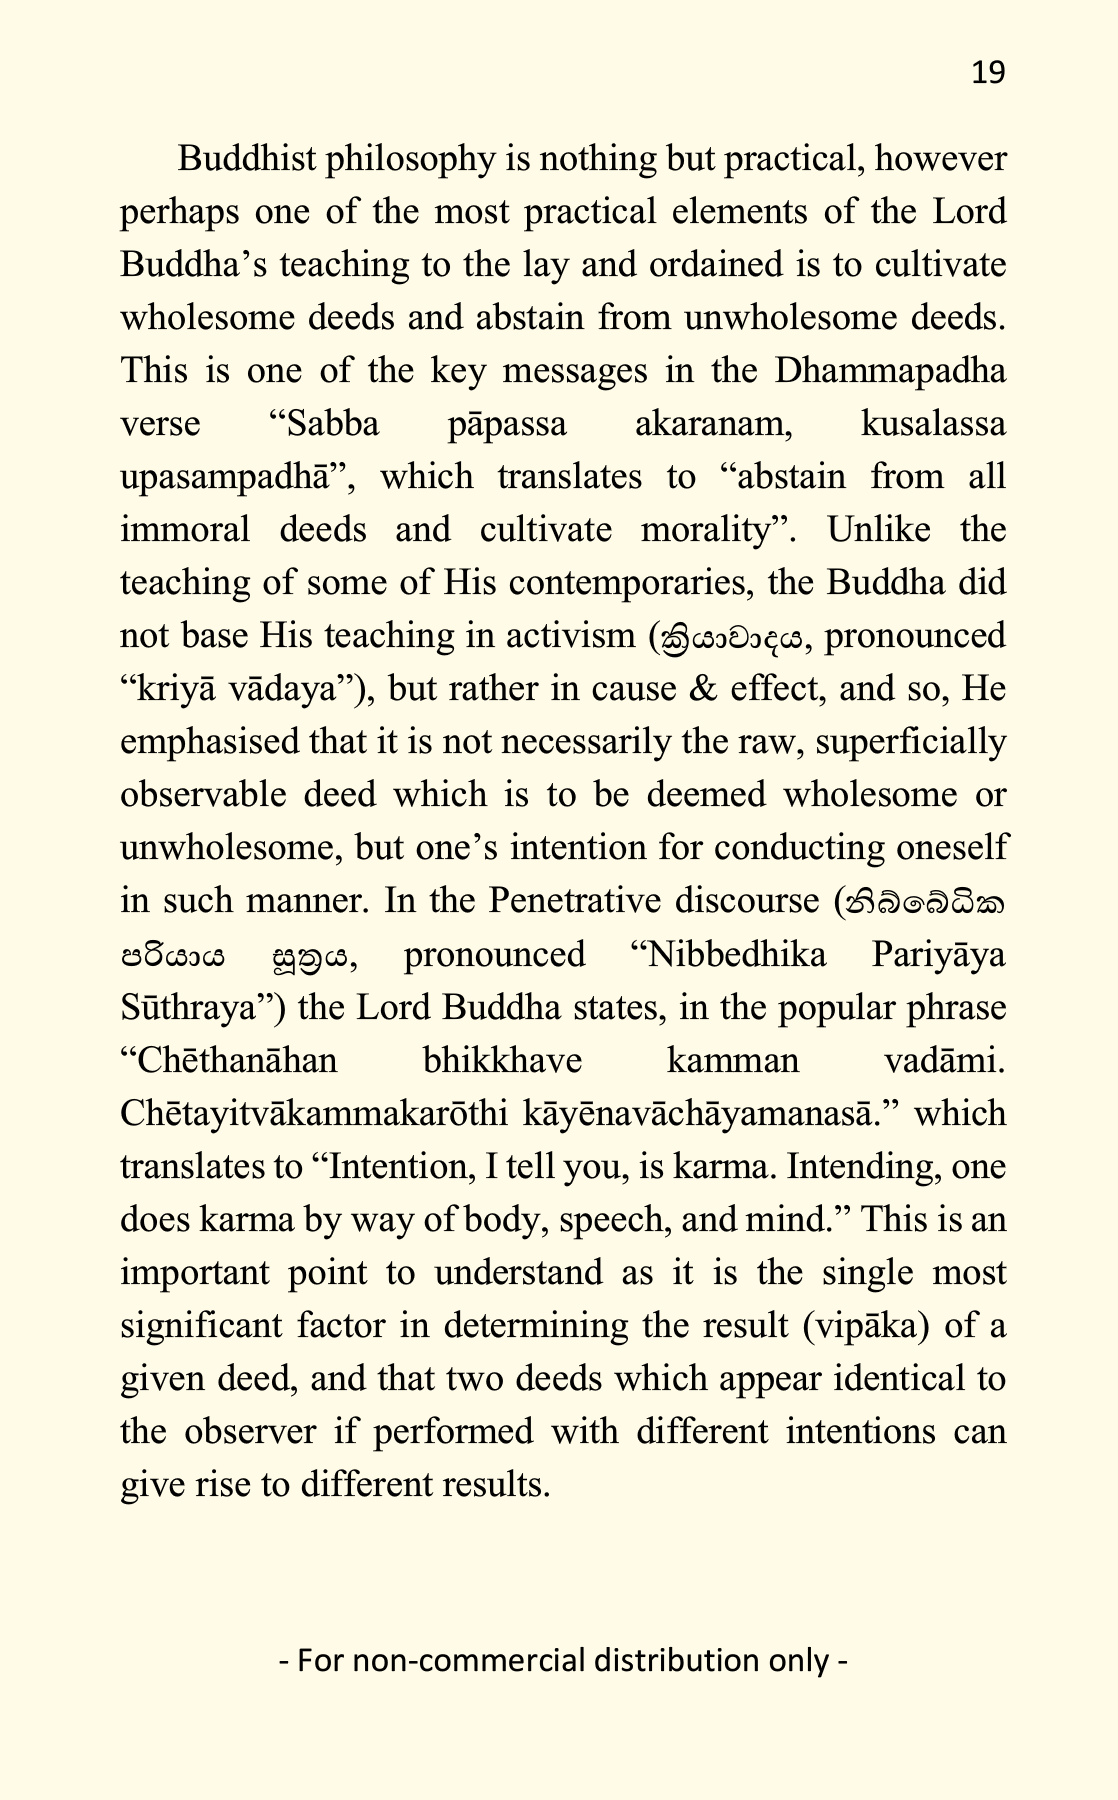 19
Buddhist philosophy is nothing but practical, however
perhaps one of the most practical elements of the Lord
Buddha’s teaching to the lay and ordained is to cultivate
wholesome deeds and abstain from unwholesome deeds.
This is one of the key messages in the Dhammapadha
verse “Sabba pāpassa akaranam, kusalassa
upasampadhā”, which translates to “abstain from all
immoral deeds and cultivate morality”. Unlike the
teaching of some of His contemporaries, the Buddha did
not base His teaching in activism (ක්‍රියාවාදය, pronounced
“kriyā vādaya”), but rather in cause & effect, and so, He
emphasised that it is not necessarily the raw, superficially
observable deed which is to be deemed wholesome or
unwholesome, but one’s intention for conducting oneself
in such manner. In the Penetrative discourse (නිබ්බේධික
පරියාය සූත්‍රය, pronounced “Nibbedhika Pariyāya
Sūthraya”) the Lord Buddha states, in the popular phrase
“Chēthanāhan bhikkhave kamman vadāmi.
Chētayitvākammakarōthi kāyēnavāchāyamanasā.” which
translates to “Intention, I tell you, is karma. Intending, one
does karma by way of body, speech, and mind.” This is an
important point to understand as it is the single most
significant factor in determining the result (vipāka) of a
given deed, and that two deeds which appear identical to
the observer if performed with different intentions can
give rise to different results.
- For non-commercial distribution only -